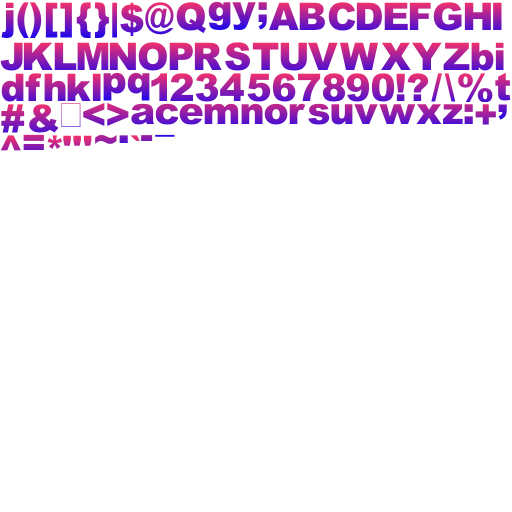 j()[]{}|$@Qgy;ABCDEFGHI
JKLMNOPRSTUVWXYZbi
dfhklpq1234567890!?/\%t
#&□<>acemnorsuvwxz:+,
^=*"'~.`-_